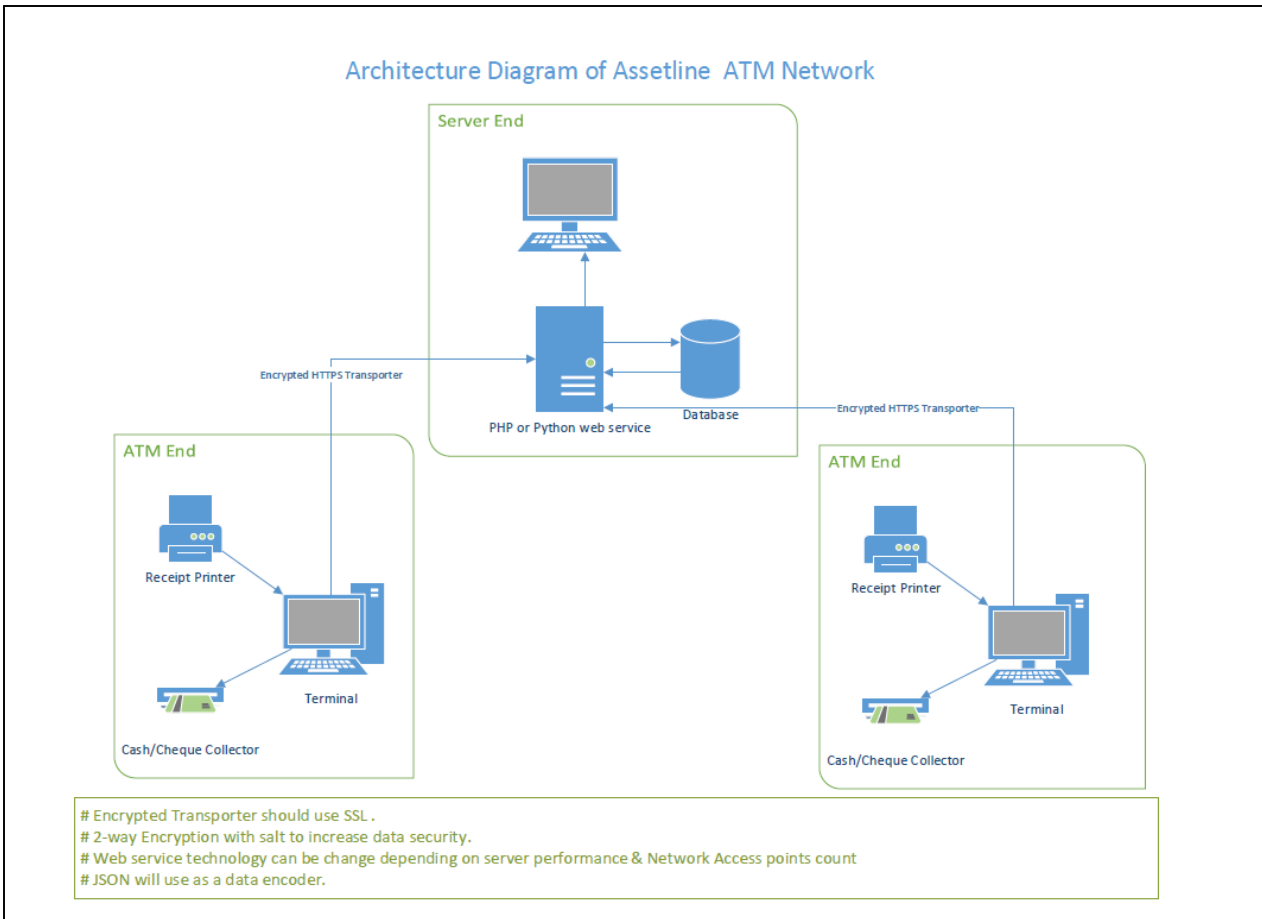 Architecture Diagram of Assetline ATM Network
Server End
Encrypted HTTPS Transporter
Database
PHP or Python web service
Encrypted HTTPS Transporter
ATM End
Receipt Printer
Terminal
Cash/Cheque Collector
ATM End
Receipt Printer
Terminal
Cash/Cheque Collector
# Encrypted Transporter should use SSL .
# 2-way Encryption with salt to increase data security.
# Web service technology can be change depending on server performance & Network Access points count
# JSON will use as a data encoder.